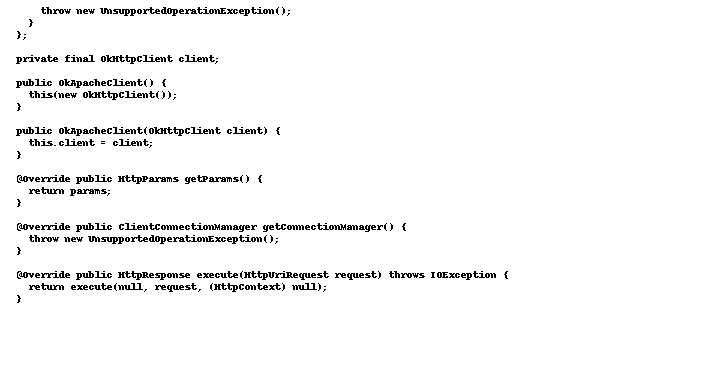 throw new UnsupportedOperationException();
}
};
private final OkHttpClient client;
public OkApacheClient() {
this(new OkHttpClient());
}
public OkApacheClient(OkHttpClient client) {
this.client = client;
}
@Override public HttpParams getParams() {
return params;
}
@Override public ClientConnectionManager getConnectionManager() {
throw new UnsupportedOperationException();
}
@Override public HttpResponse execute(HttpUriRequest request) throws IOException {
return execute(null, request, (HttpContext) null);
}